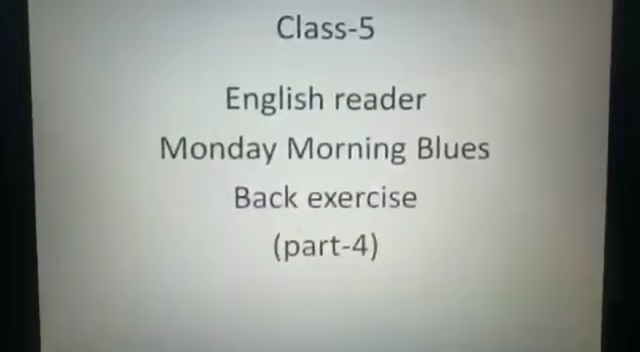 Class-5
English reader
Monday Morning Blues
Back exercise
(part-4)